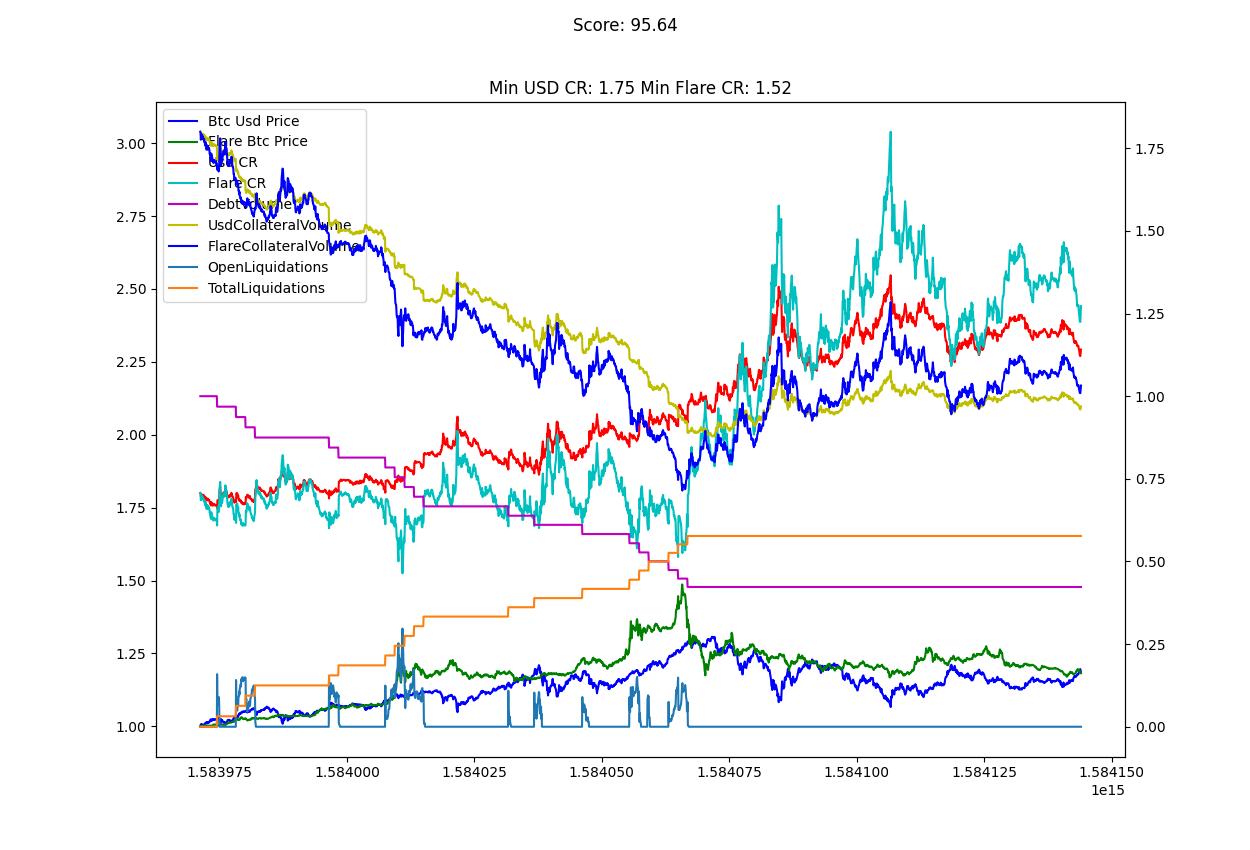 Score: 95.64
Min USD CR: 1.75 Min Flare CR: 1.52
Btc Usd Price
Flare Btc Price
Usd CR
Flare CR
DebtVolume
UsdCollateralVolume
FlareCollateralVolume
OpenLiquidations
TotalLiquidations
3.00
2.75
2.50
2.25
2.00
1.75
1.50
1.25
1.00
1.75
1.50
1.25
1.00
0.75
0.50
0.25
0.00
1.583975 1.584000 1.584025 1.584050 1.584075 1.584100 1.584125 1.584150
1e15